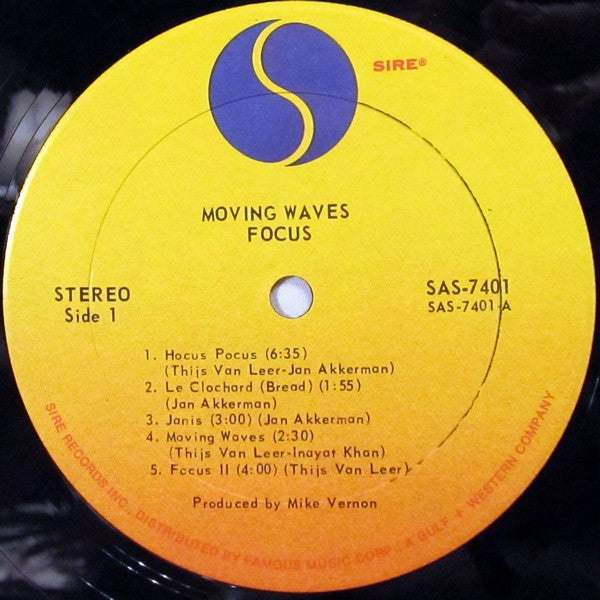 SIRE®
MOVING WAVES
FOCUS
STEREO
Side 1
SAS-7401
SAS-7401-A
1. Hocus Pocus (6:35)
(Thijs Van Leer-Jan Akkerman)
2. Le Clochard (Bread) (1:55)
(Jan Akkerman)
3. Janis (3:00) (Jan Akkerman)
4. Moving Waves (2:30)
(Thijs Van Leer-Inayat Khan)
5. Focus II (4:00) (Thijs Van Leer)
Produced by Mike Vernon
SIRE RECORDS INC., DISTRIBUTED BY FAMOUS MUSIC CORP., A GULF + WESTERN COMPANY